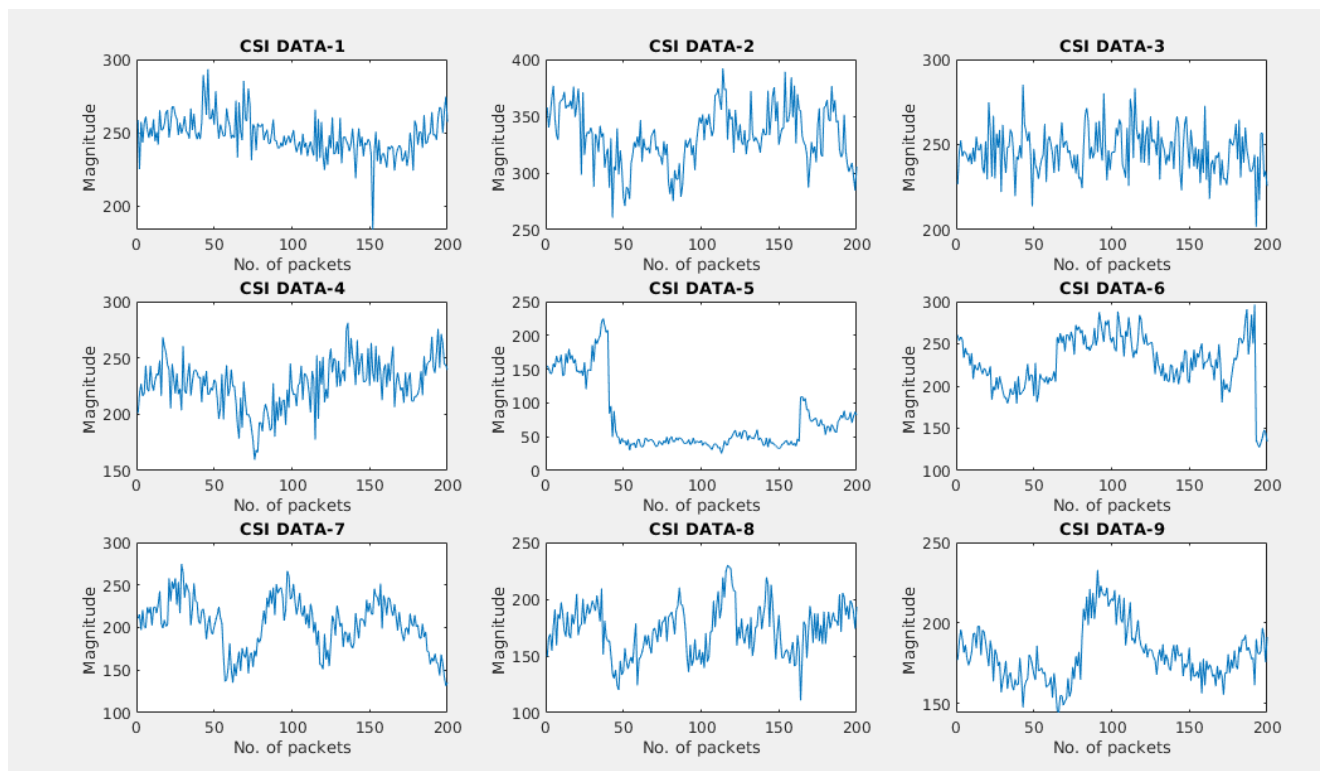 CSI DATA-1
300
250
200
Magnitude
0 50 100 150 200
No. of packets
CSI DATA-2
400
350
300
250
Magnitude
0 50 100 150 200
No. of packets
CSI DATA-3
300
250
200
Magnitude
0 50 100 150 200
No. of packets
CSI DATA-4
300
250
200
150
Magnitude
0 50 100 150 200
No. of packets
CSI DATA-5
250
200
150
100
50
0
Magnitude
0 50 100 150 200
No. of packets
CSI DATA-6
300
250
200
150
100
Magnitude
0 50 100 150 200
No. of packets
CSI DATA-7
300
250
200
150
100
Magnitude
0 50 100 150 200
No. of packets
CSI DATA-8
250
200
150
100
Magnitude
0 50 100 150 200
No. of packets
CSI DATA-9
250
200
150
Magnitude
0 50 100 150 200
No. of packets